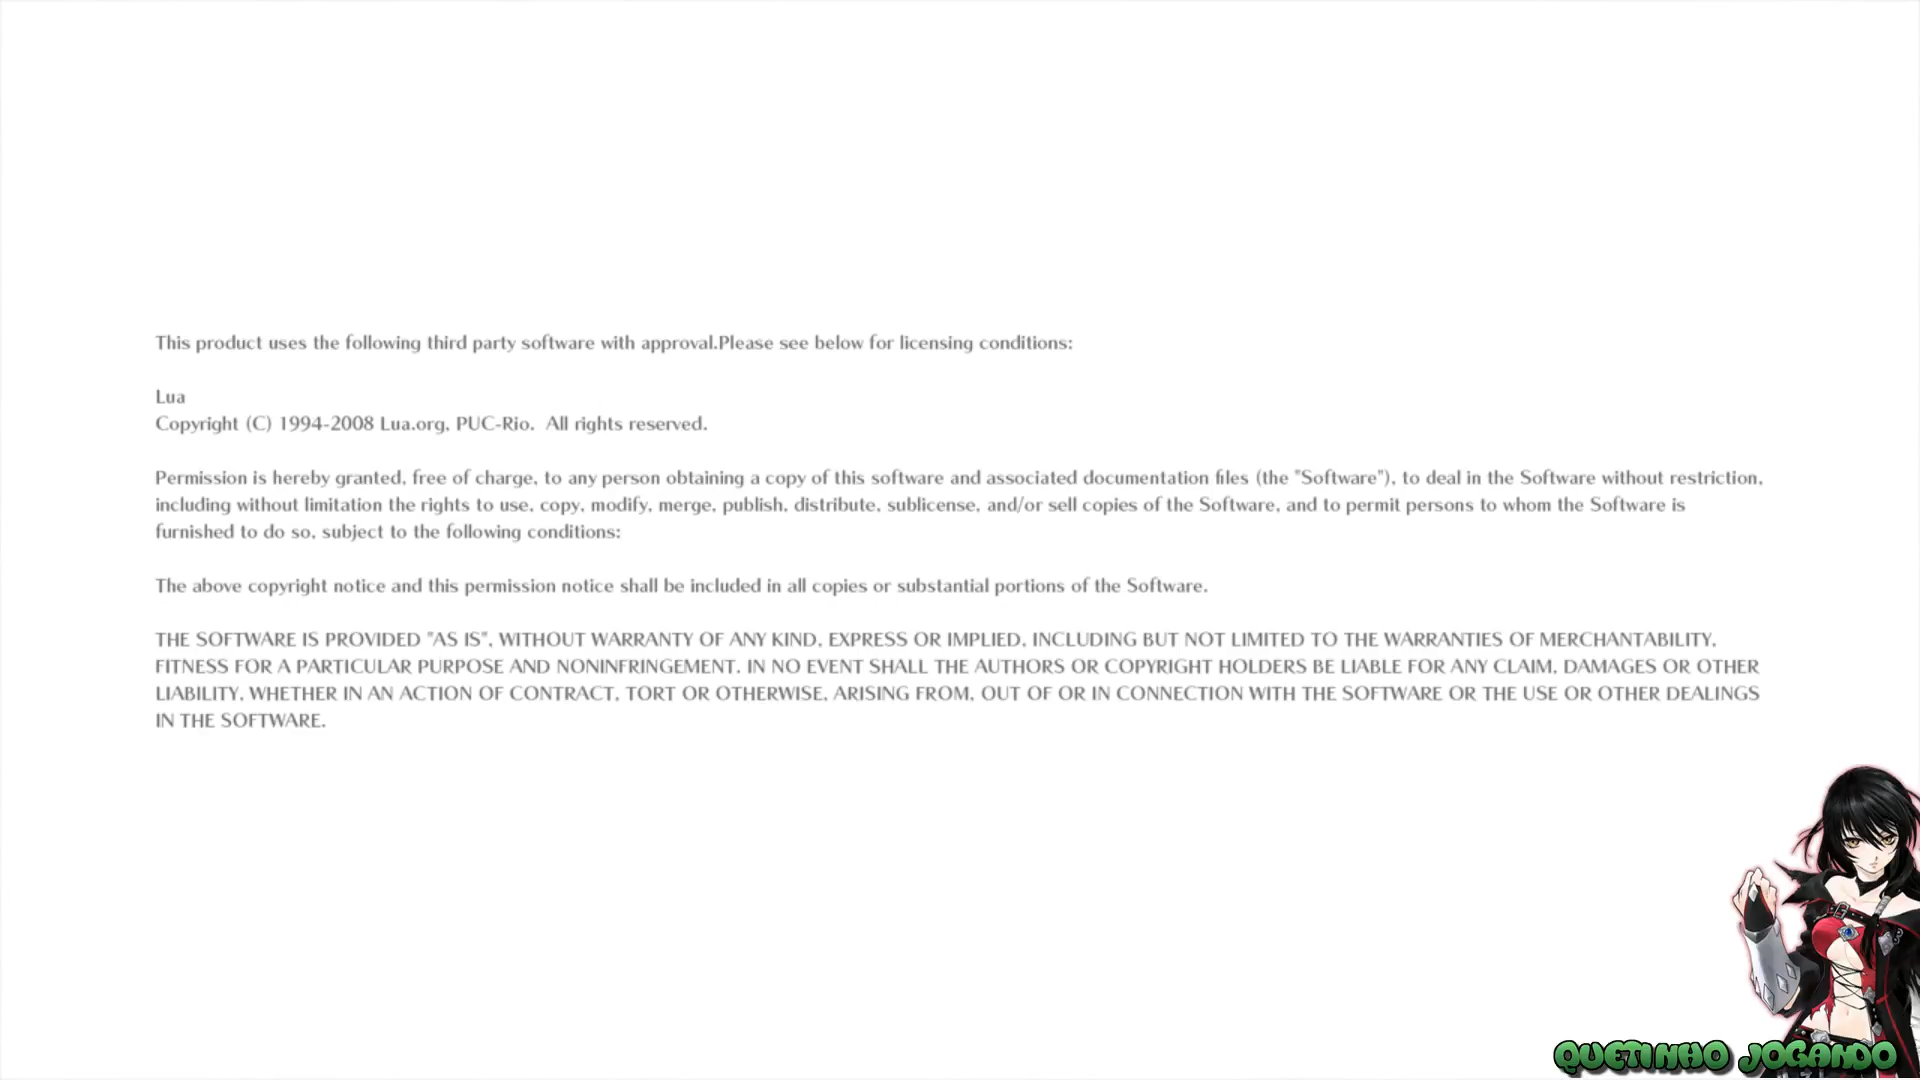 This product uses the following third party software with approval.Please see below for licensing conditions:
Lua
Copyright (C) 1994-2008 Lua.org, PUC-Rio.  All rights reserved.
Permission is hereby granted, free of charge, to any person obtaining a copy of this software and associated documentation files (the "Software"), to deal in the Software without restriction,
including without limitation the rights to use, copy, modify, merge, publish, distribute, sublicense, and/or sell copies of the Software, and to permit persons to whom the Software is
furnished to do so, subject to the following conditions:
The above copyright notice and this permission notice shall be included in all copies or substantial portions of the Software.
THE SOFTWARE IS PROVIDED "AS IS", WITHOUT WARRANTY OF ANY KIND, EXPRESS OR IMPLIED, INCLUDING BUT NOT LIMITED TO THE WARRANTIES OF MERCHANTABILITY,
FITNESS FOR A PARTICULAR PURPOSE AND NONINFRINGEMENT. IN NO EVENT SHALL THE AUTHORS OR COPYRIGHT HOLDERS BE LIABLE FOR ANY CLAIM, DAMAGES OR OTHER
LIABILITY, WHETHER IN AN ACTION OF CONTRACT, TORT OR OTHERWISE, ARISING FROM, OUT OF OR IN CONNECTION WITH THE SOFTWARE OR THE USE OR OTHER DEALINGS
IN THE SOFTWARE.
QUETINHO JOGANDO